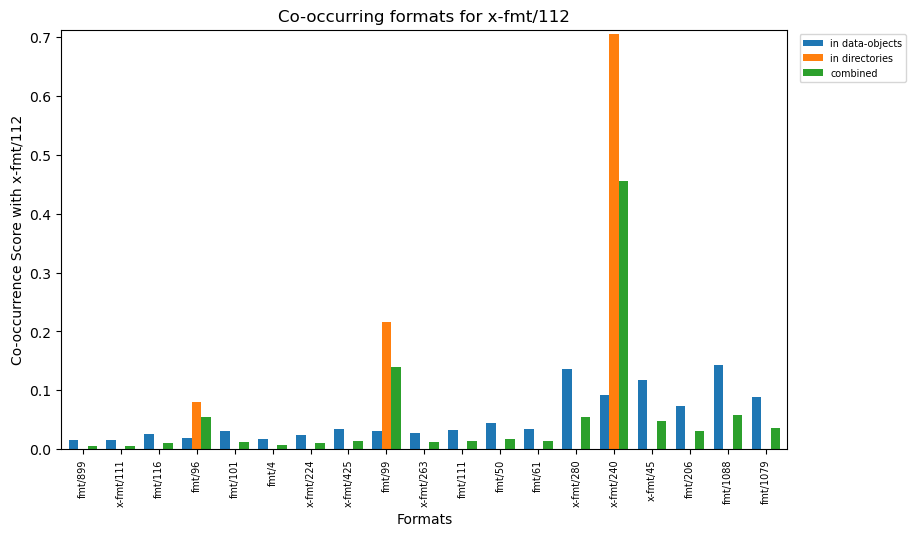 Co-occurring formats for x-fmt/112
in data-objects
in directories
combined
Co-occurrence Score with x-fmt/112
0.7
0.6
0.5
0.4
0.3
0.2
0.1
0.0
fmt/899
x-fmt/111
fmt/116
fmt/96
fmt/101
fmt/4
x-fmt/224
x-fmt/425
fmt/99
x-fmt/263
fmt/111
fmt/50
fmt/61
x-fmt/280
x-fmt/240
x-fmt/45
fmt/206
fmt/1088
fmt/1079
Formats